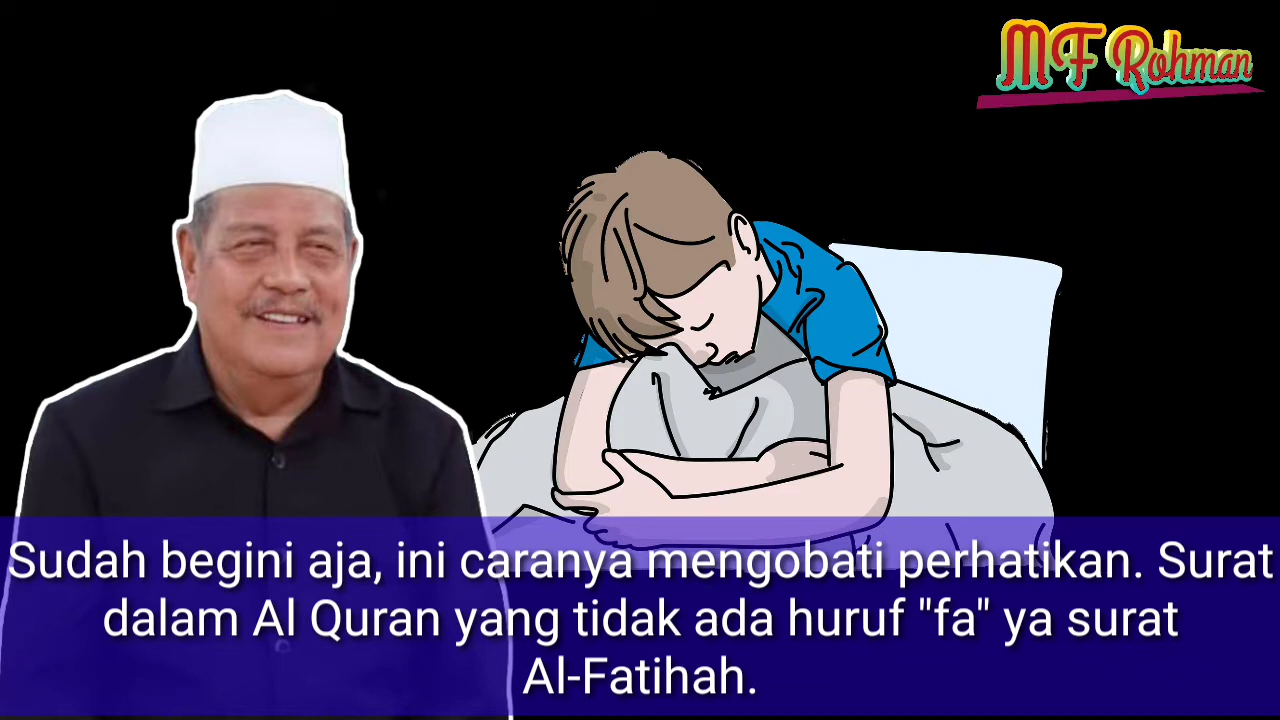 MF Rohman
Sudah begini aja, ini caranya mengobati perhatikan. Surat
dalam Al Quran yang tidak ada huruf "fa" ya surat
Al-Fatihah.